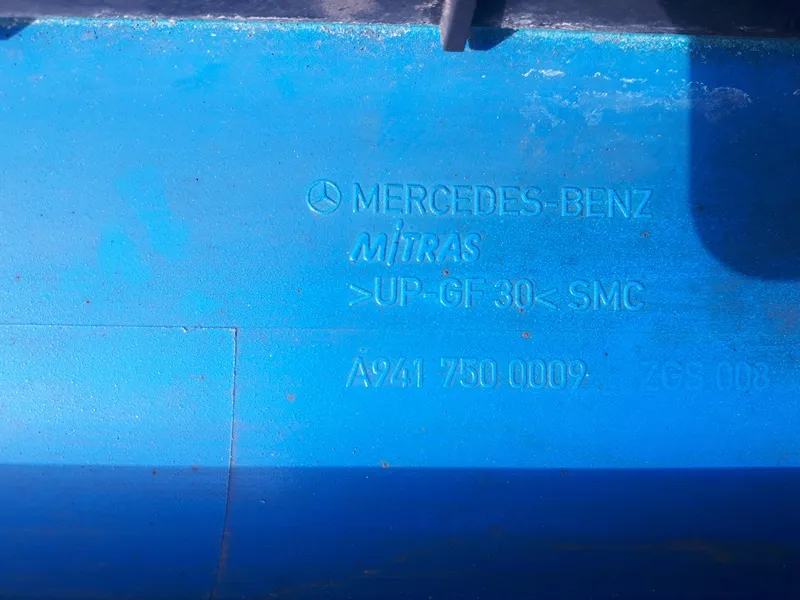 MERCEDES-BENZ
MiTRAS
>UP-GF 30< SMC
A941 750 0009 ZGS 008